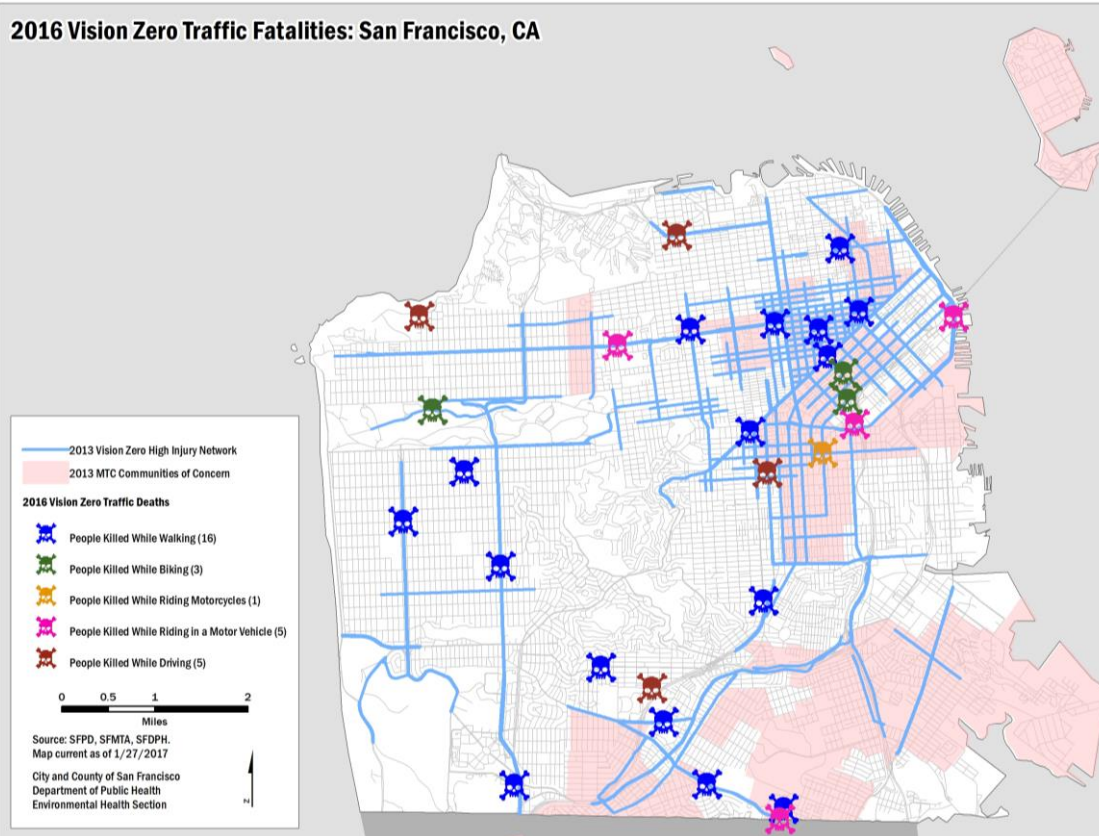 2016 Vision Zero Traffic Fatalities: San Francisco, CA
2013 Vision Zero High Injury Network
2013 MTC Communities of Concern
2016 Vision Zero Traffic Deaths
People Killed While Walking (16)
People Killed While Biking (3)
People Killed While Riding Motorcycles (1)
People Killed While Riding in a Motor Vehicle (5)
People Killed While Driving (5)
0 0.5 1 2
Miles
Source: SFPD, SFMTA, SFDPH.
Map current as of 1/27/2017
City and County of San Francisco
Department of Public Health
Environmental Health Section
N